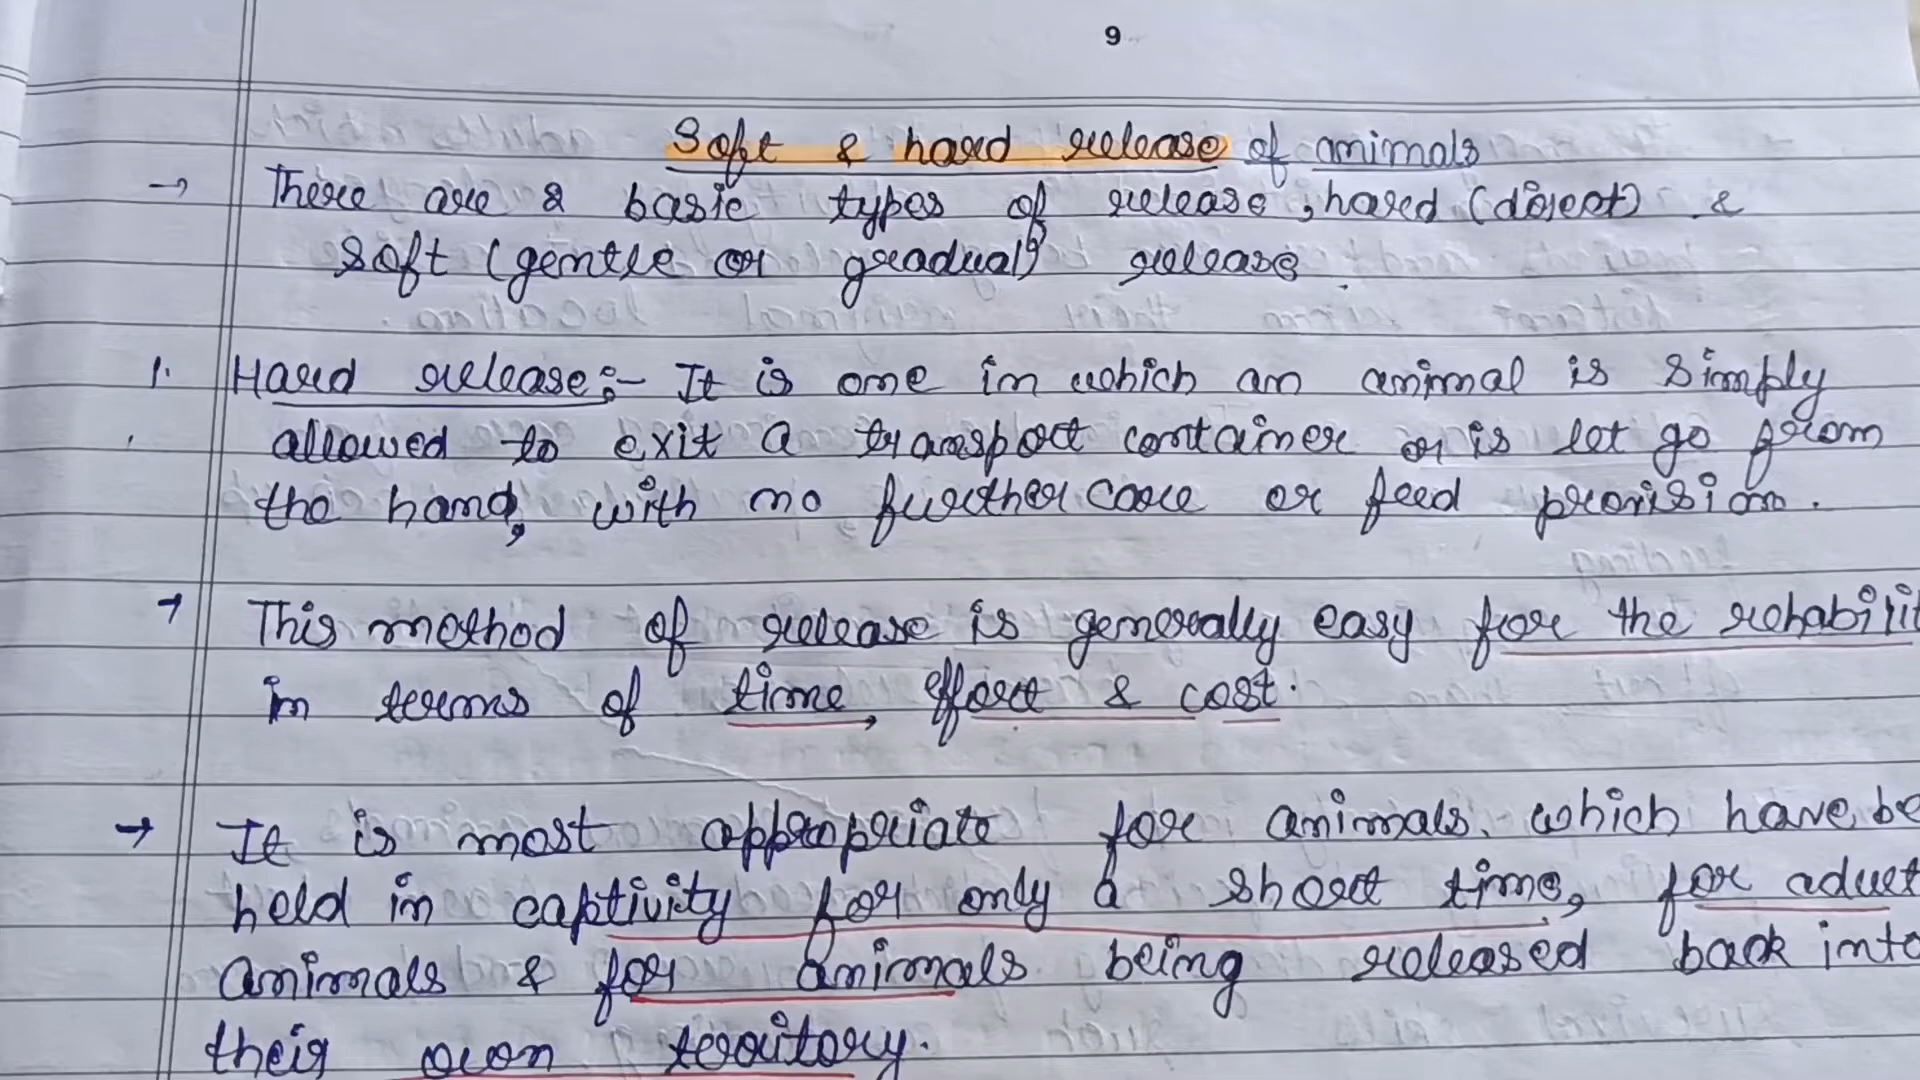 9
Soft & hard release of animals
→ There are 2 basic types of release, hard (direct) &
soft (gentle or gradual) release
1. Hard release:- It is one in which an animal is simply
allowed to exit a transport container or is let go from
the hand, with no further care or feed provision.
→ This method of release is generally easy for the rehabilit
in terms of time, effort & cost.
→ It is most appropriate for animals which have be
held in captivity for only a short time, for adult
animals & for animals being released back into
their own territory.